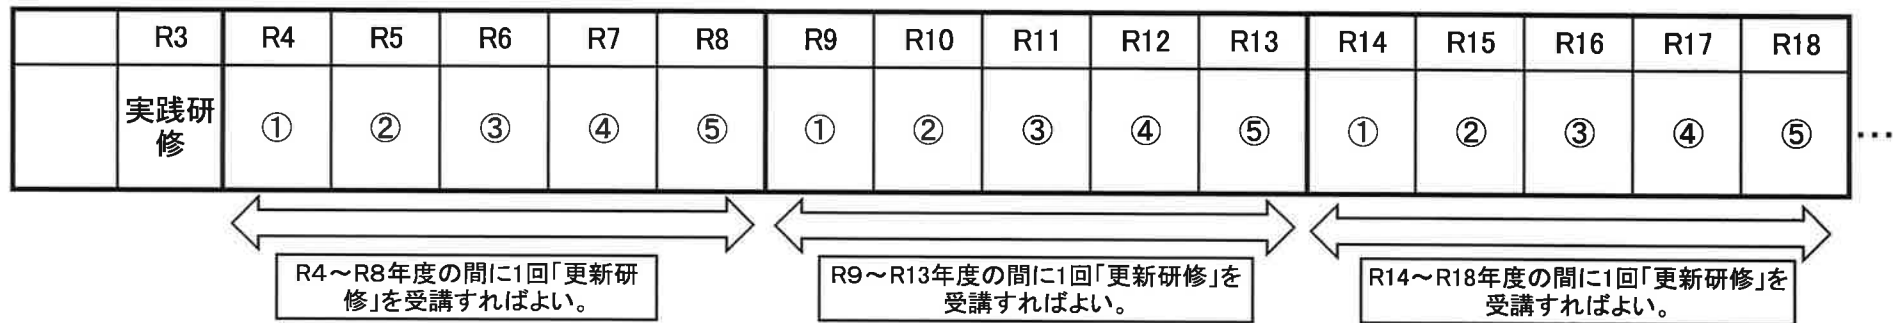 R3 R4 R5 R6 R7 R8 R9 R10 R11 R12 R13 R14 R15 R16 R17 R18
実践研
修
① ② ③ ④ ⑤ ① ② ③ ④ ⑤ ① ② ③ ④ ⑤ …
R4～R8年度の間に1回「更新研
修」を受講すればよい。
R9～R13年度の間に1回「更新研修」を
受講すればよい。
R14～R18年度の間に1回「更新研修」を
受講すればよい。